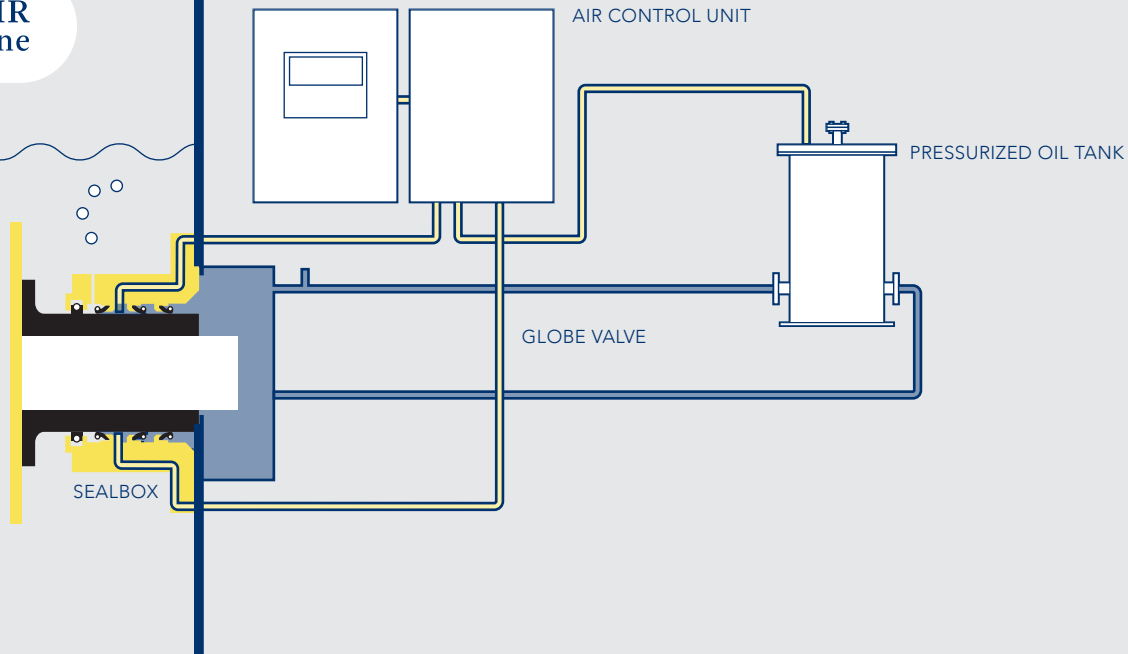 AIR CONTROL UNIT
PRESSURIZED OIL TANK
GLOBE VALVE
SEALBOX